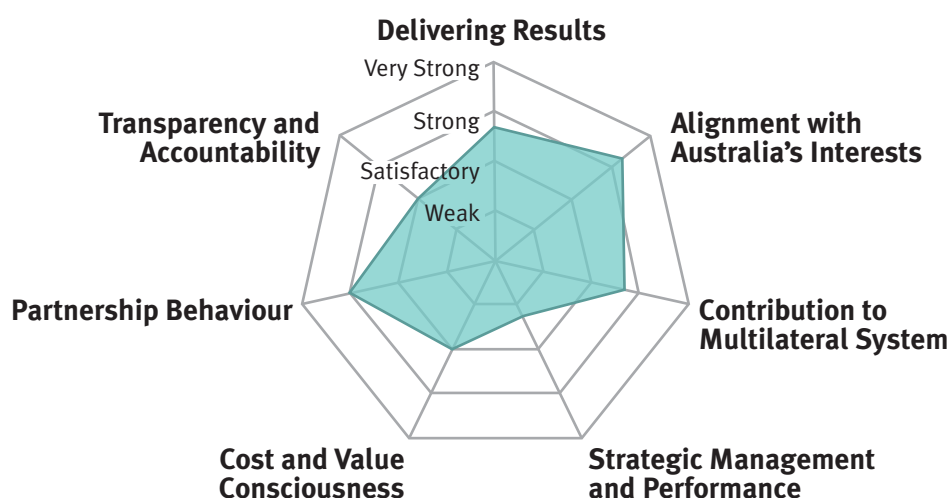 Delivering Results
Very Strong
Strong
Satisfactory
Weak
Transparency and
Accountability
Alignment with
Australia’s Interests
Partnership Behaviour
Contribution to
Multilateral System
Cost and Value
Consciousness
Strategic Management
and Performance